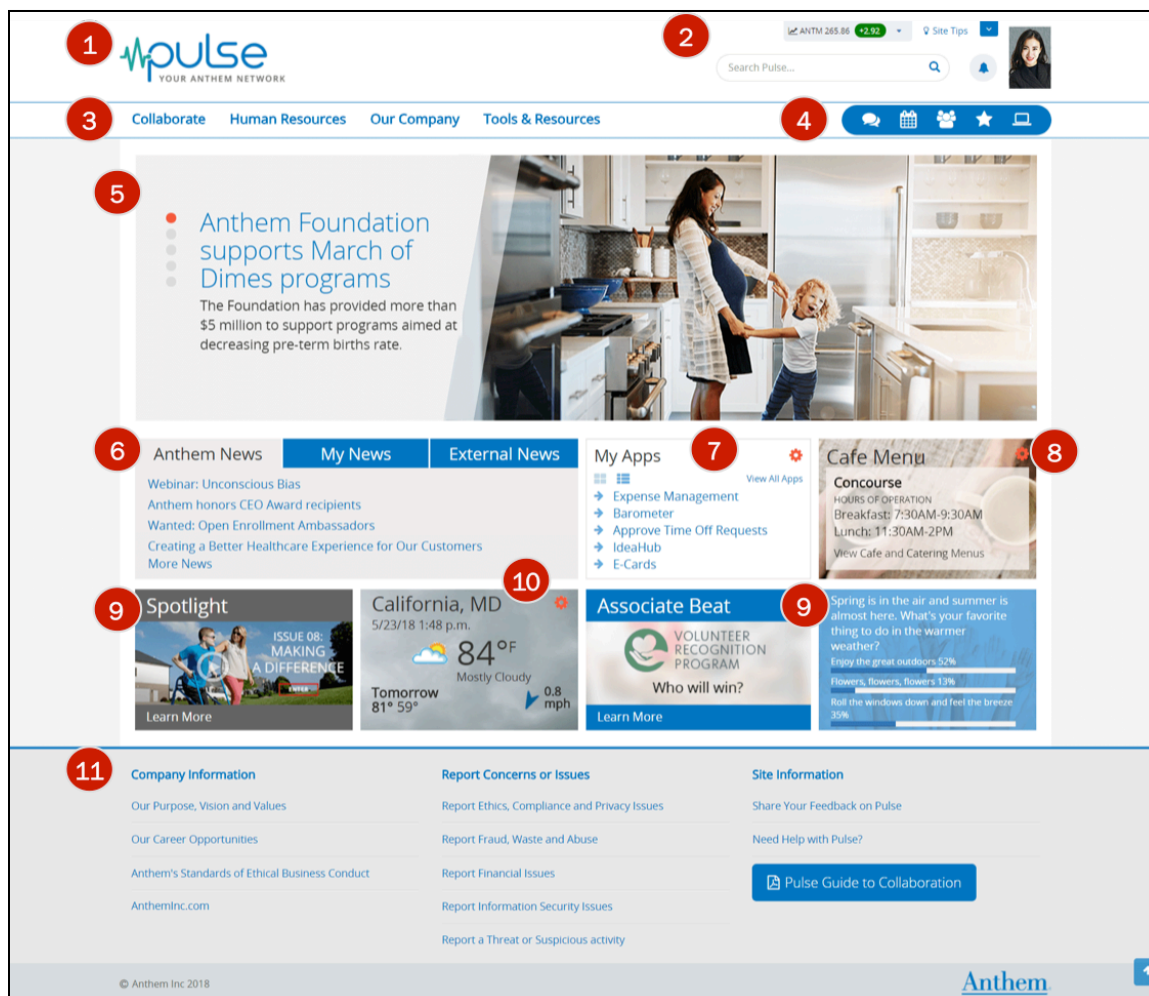 1
pulse
YOUR ANTHEM NETWORK
2
ANTM 265.86 +2.92
Site Tips
Search Pulse...
3
Collaborate Human Resources Our Company Tools & Resources
4
5
Anthem Foundation
supports March of
Dimes programs
The Foundation has provided more than
$5 million to support programs aimed at
decreasing pre-term births rate.
6
Anthem News My News External News
Webinar: Unconscious Bias
Anthem honors CEO Award recipients
Wanted: Open Enrollment Ambassadors
Creating a Better Healthcare Experience for Our Customers
More News
7
My Apps
View All Apps
Expense Management
Barometer
Approve Time Off Requests
IdeaHub
E-Cards
8
Cafe Menu
Concourse
HOURS OF OPERATION
Breakfast: 7:30AM-9:30AM
Lunch: 11:30AM-2PM
View Cafe and Catering Menus
9
Spotlight
ISSUE 08:
MAKING
A DIFFERENCE
ENTER
Learn More
10
California, MD
5/23/18 1:48 p.m.
84°F
Mostly Cloudy
Tomorrow
81° 59°
0.8
mph
Associate Beat
VOLUNTEER
RECOGNITION
PROGRAM
Who will win?
Learn More
9
Spring is in the air and summer is
almost here. What's your favorite
thing to do in the warmer
weather?
Enjoy the great outdoors 52%
Flowers, flowers, flowers 13%
Roll the windows down and feel the breeze
35%
11
Company Information
Our Purpose, Vision and Values
Our Career Opportunities
Anthem's Standards of Ethical Business Conduct
AnthemInc.com
Report Concerns or Issues
Report Ethics, Compliance and Privacy Issues
Report Fraud, Waste and Abuse
Report Financial Issues
Report Information Security Issues
Report a Threat or Suspicious activity
Site Information
Share Your Feedback on Pulse
Need Help with Pulse?
Pulse Guide to Collaboration
© Anthem Inc 2018
Anthem.